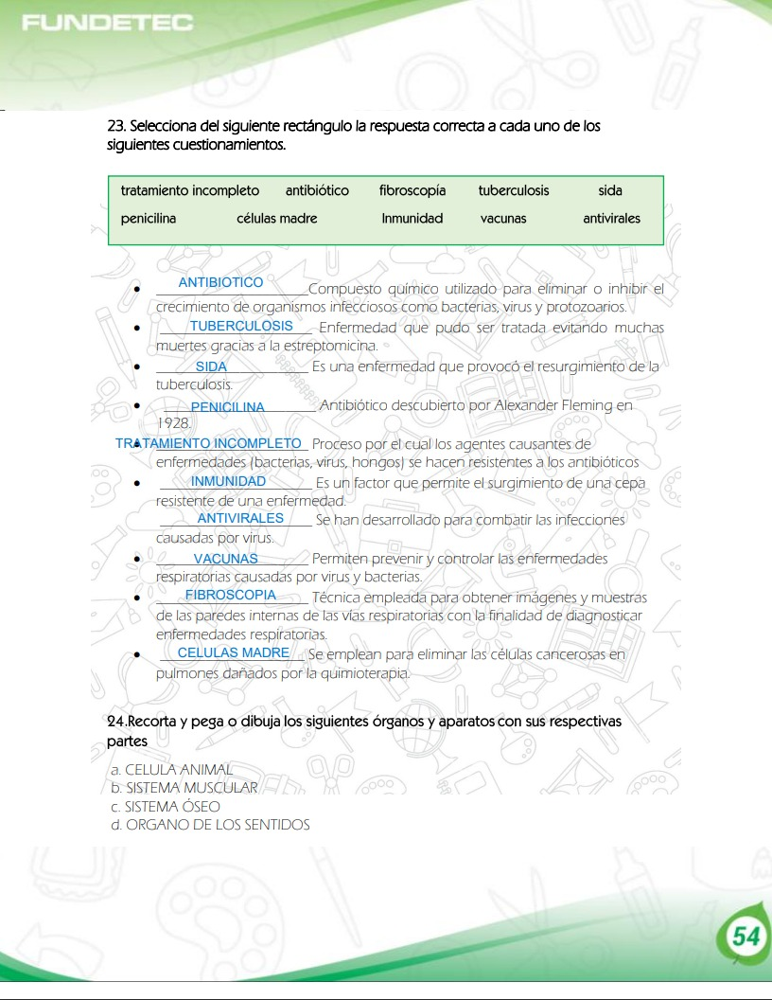 FUNDETEC
23. Selecciona del siguiente rectángulo la respuesta correcta a cada uno de los
siguientes cuestionamientos.
tratamiento incompleto antibiótico fibroscopía tuberculosis sida
penicilina células madre Inmunidad vacunas antivirales
• ANTIBIOTICO Compuesto químico utilizado para eliminar o inhibir el
crecimiento de organismos infecciosos como bacterias, virus y protozoarios.
• TUBERCULOSIS Enfermedad que pudo ser tratada evitando muchas
muertes gracias a la estreptomicina.
• SIDA Es una enfermedad que provocó el resurgimiento de la
tuberculosis.
• PENICILINA Antibiótico descubierto por Alexander Fleming en
1928.
• TRATAMIENTO INCOMPLETO Proceso por el cual los agentes causantes de
enfermedades (bacterias, virus, hongos) se hacen resistentes a los antibióticos
• INMUNIDAD Es un factor que permite el surgimiento de una cepa
resistente de una enfermedad.
ANTIVIRALES Se han desarrollado para combatir las infecciones
causadas por virus.
• VACUNAS Permiten prevenir y controlar las enfermedades
respiratorias causadas por virus y bacterias.
• FIBROSCOPIA Técnica empleada para obtener imágenes y muestras
de las paredes internas de las vías respiratorias con la finalidad de diagnosticar
enfermedades respiratorias.
• CELULAS MADRE Se emplean para eliminar las células cancerosas en
pulmones dañados por la quimioterapia.
24.Recorta y pega o dibuja los siguientes órganos y aparatos con sus respectivas
partes
a. CELULA ANIMAL
b. SISTEMA MUSCULAR
c. SISTEMA ÓSEO
d. ORGANO DE LOS SENTIDOS
54